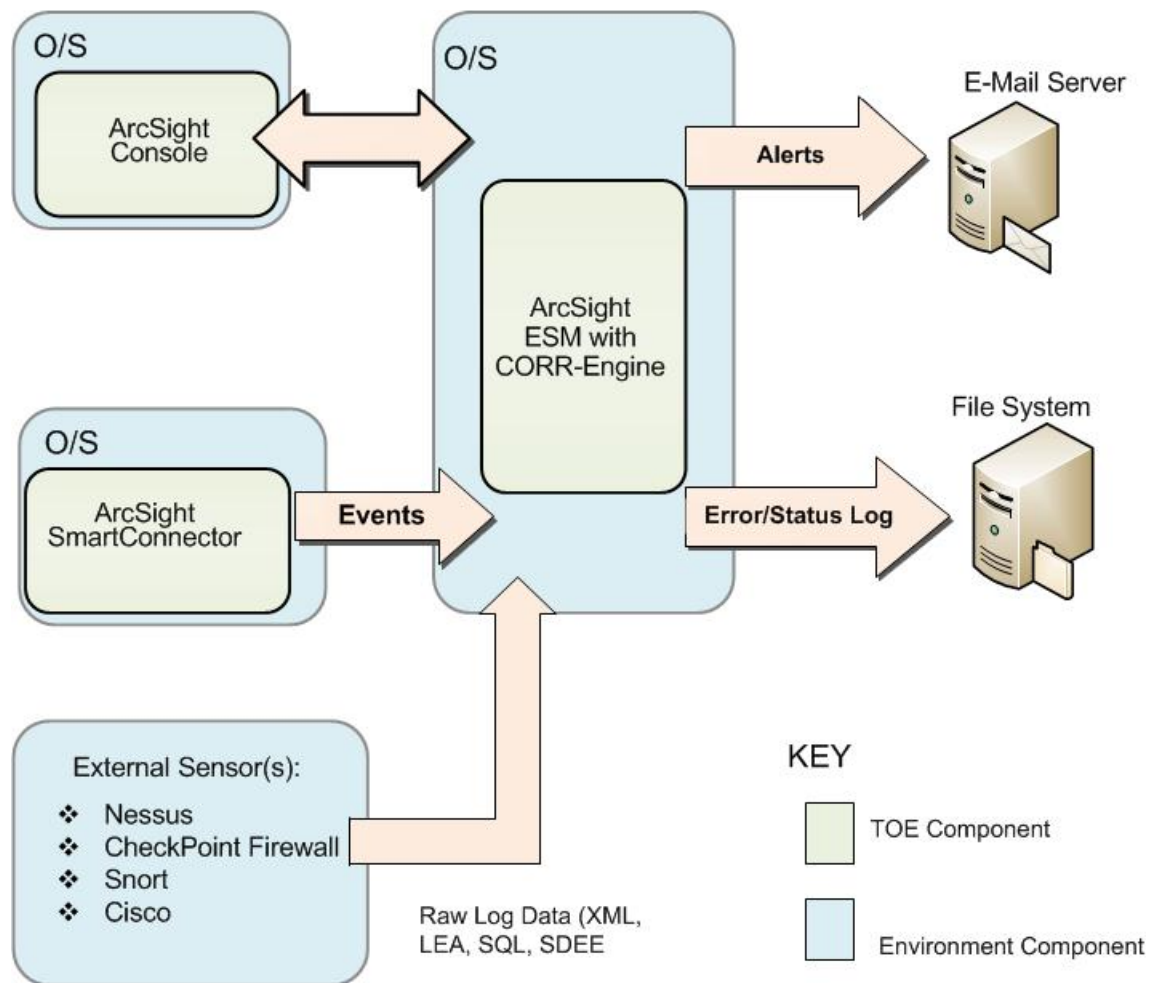 O/S
ArcSight
Console
O/S
Alerts
E-Mail Server
ArcSight
ESM with
CORR-Engine
O/S
ArcSight
SmartConnector
Events
File System
Error/Status Log
External Sensor(s):
❖ Nessus
❖ CheckPoint Firewall
❖ Snort
❖ Cisco
Raw Log Data (XML,
LEA, SQL, SDEE
KEY
TOE Component
Environment Component